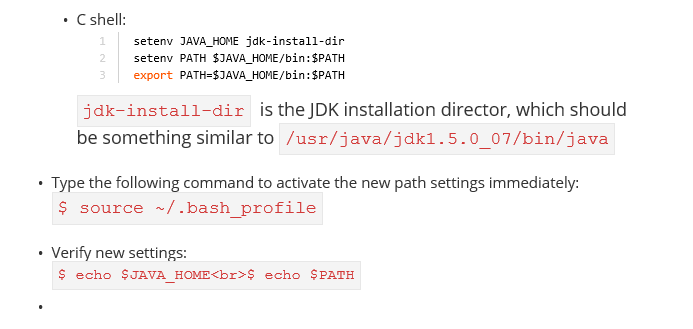 • C shell:
1 setenv JAVA_HOME jdk-install-dir
2 setenv PATH $JAVA_HOME/bin:$PATH
3 export PATH=$JAVA_HOME/bin:$PATH
jdk-install-dir is the JDK installation director, which should
be something similar to /usr/java/jdk1.5.0_07/bin/java
• Type the following command to activate the new path settings immediately:
$ source ~/.bash_profile
• Verify new settings:
$ echo $JAVA_HOME<br>$ echo $PATH
•